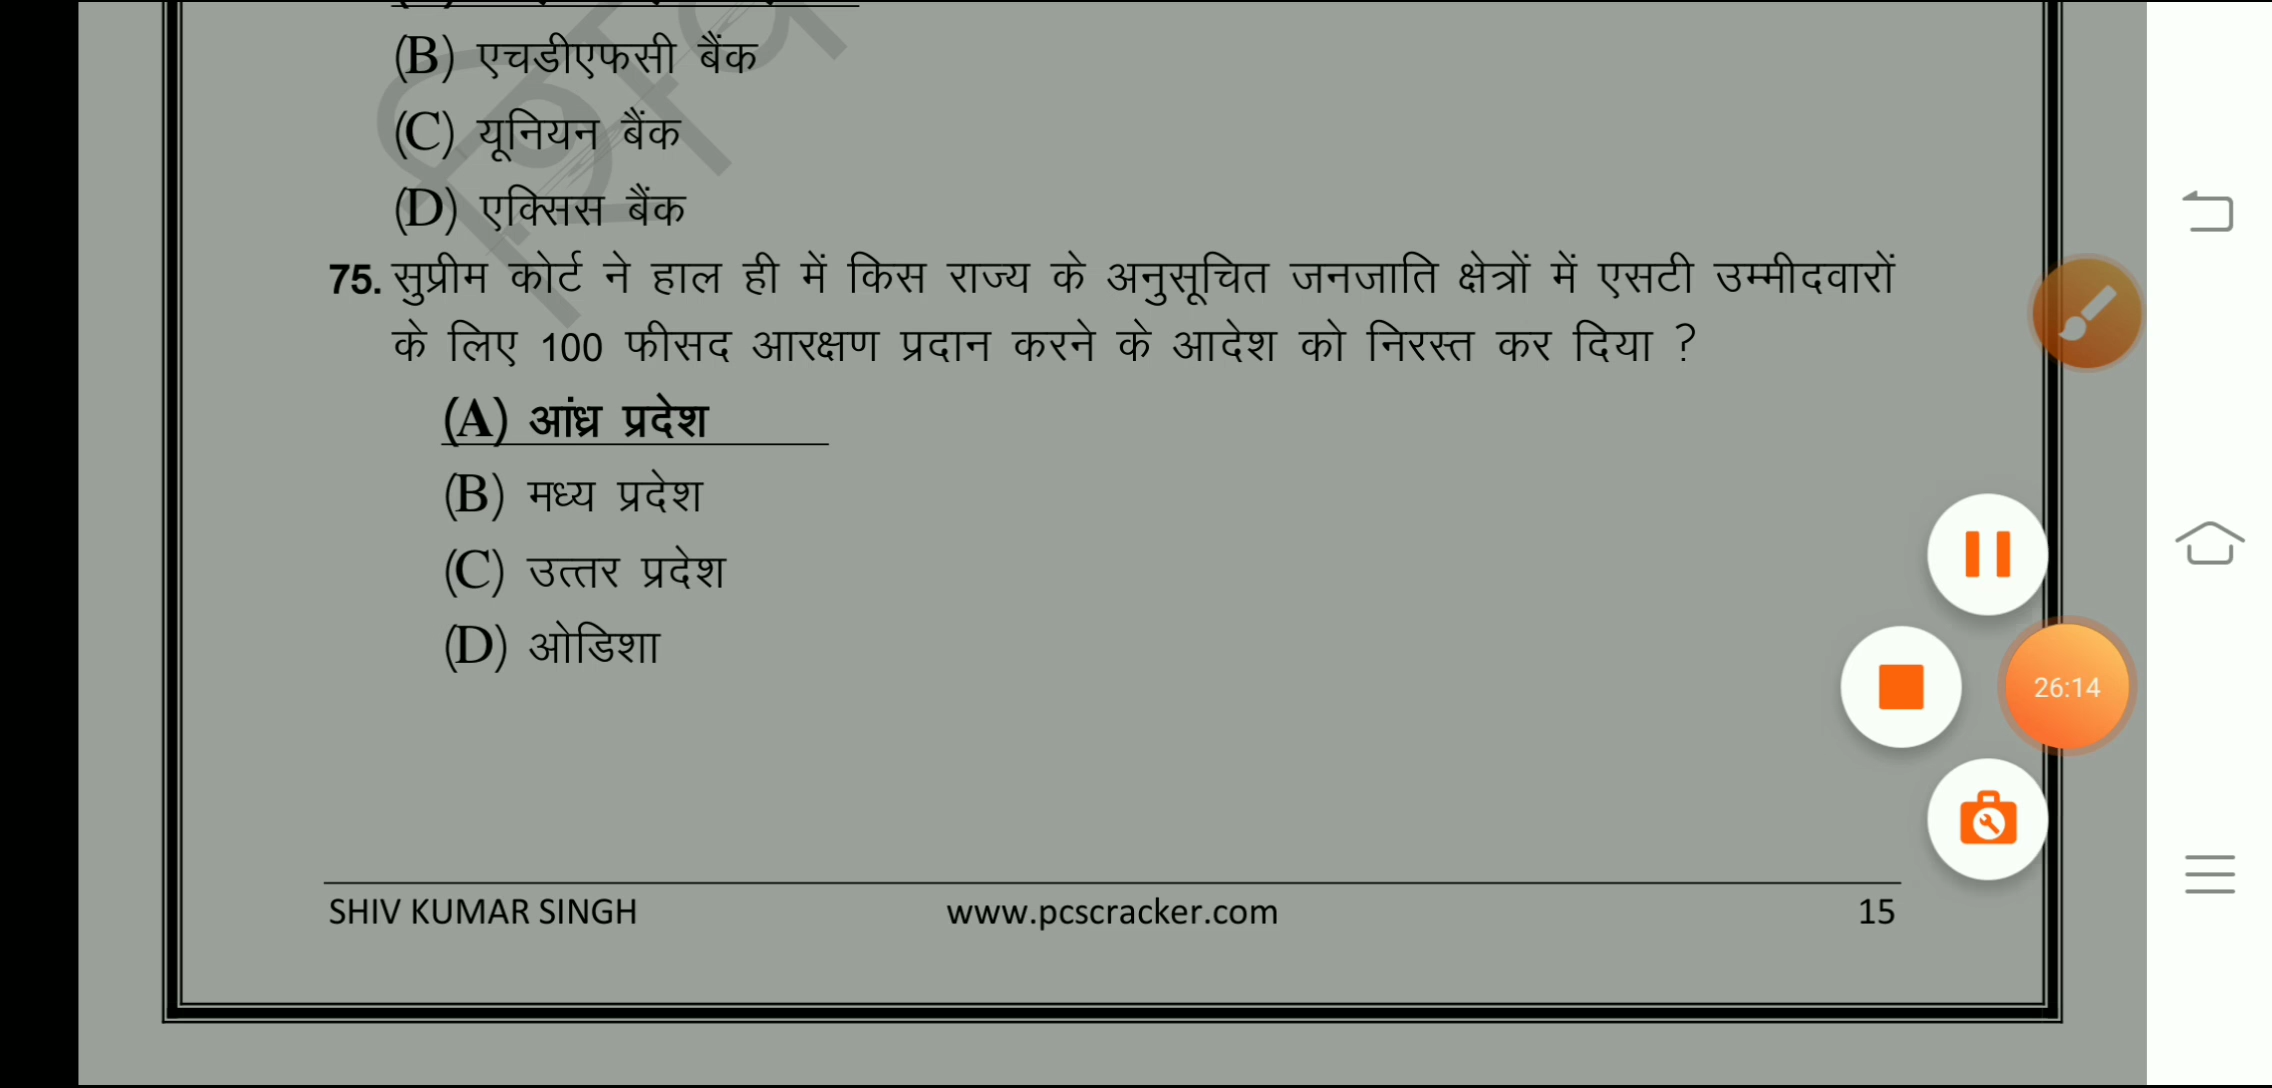 (B) एचडीएफसी बैंक
(C) यूनियन बैंक
(D) एक्सिस बैंक
75. सुप्रीम कोर्ट ने हाल ही में किस राज्य के अनुसूचित जनजाति क्षेत्रों में एसटी उम्मीदवारों
के लिए 100 फीसद आरक्षण प्रदान करने के आदेश को निरस्त कर दिया ?
(A) आंध्र प्रदेश
(B) मध्य प्रदेश
(C) उत्तर प्रदेश
(D) ओडिशा
26:14
SHIV KUMAR SINGH www.pcscracker.com 15